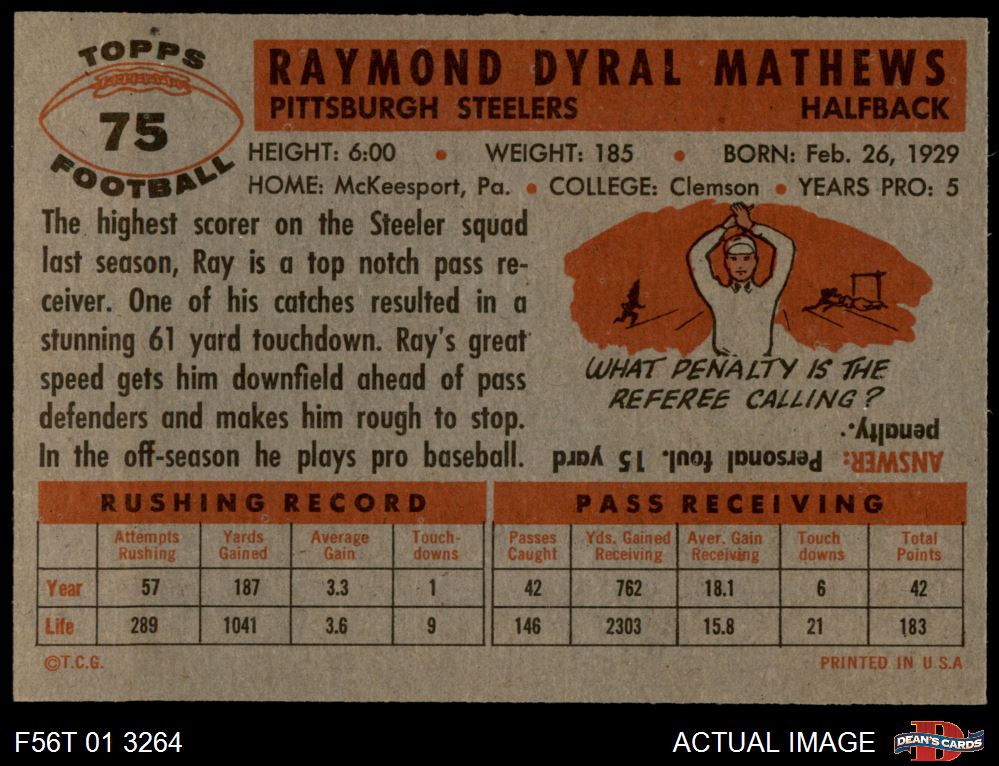 TOPPS
75
FOOTBALL
RAYMOND DYRAL MATHEWS
PITTSBURGH STEELERS HALFBACK
HEIGHT: 6:00 • WEIGHT: 185 • BORN: Feb. 26, 1929
HOME: McKeesport, Pa. • COLLEGE: Clemson • YEARS PRO: 5
The highest scorer on the Steeler squad
last season, Ray is a top notch pass re-
ceiver. One of his catches resulted in a
stunning 61 yard touchdown. Ray's great
speed gets him downfield ahead of pass
defenders and makes him rough to stop.
In the off-season he plays pro baseball.
WHAT PENALTY IS THE
REFEREE CALLING?
ANSWER: Personal foul. 15 yard
penalty.
RUSHING RECORD PASS RECEIVING
Attempts Yards Average Touch- Passes Yds. Gained Aver. Gain Touch Total
Rushing Gained Gain downs Caught Receiving Receiving downs Points
Year 57 187 3.3 1 42 762 18.1 6 42
Life 289 1041 3.6 9 146 2303 15.8 21 183
©T.C.G. PRINTED IN U.S.A
F56T 01 3264 ACTUAL IMAGE DEAN'S CARDS